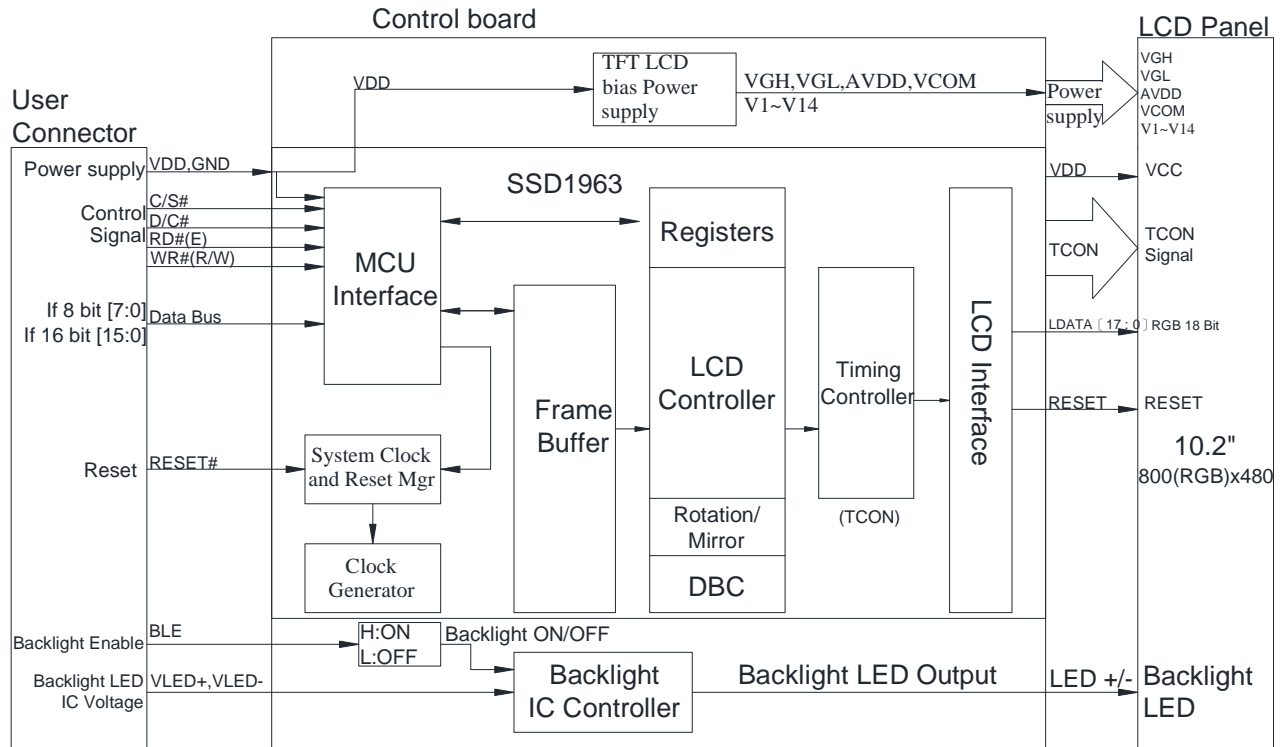 Control board
LCD Panel
User
Connector
TFT LCD
bias Power
supply
VDD
VGH,VGL,AVDD,VCOM
V1~V14
Power
supply
VGH
VGL
AVDD
VCOM
V1~V14
Power supply
VDD,GND
VDD
VCC
Control
Signal
C/S#
D/C#
RD#(E)
WR#(R/W)
SSD1963
MCU
Interface
Registers
LCD
Controller
Rotation/
Mirror
DBC
Frame
Buffer
Timing
Controller
(TCON)
LCD Interface
TCON
TCON
Signal
If 8 bit [7:0]
If 16 bit [15:0]
Data Bus
LDATA〔17:0〕RGB 18 Bit
RESET
RESET
10.2"
800(RGB)x480
Reset
RESET#
System Clock
and Reset Mgr
Clock
Generator
Backlight Enable
BLE
H:ON
L:OFF
Backlight ON/OFF
Backlight LED
IC Voltage
VLED+,VLED-
Backlight
IC Controller
Backlight LED Output
LED +/-
Backlight
LED